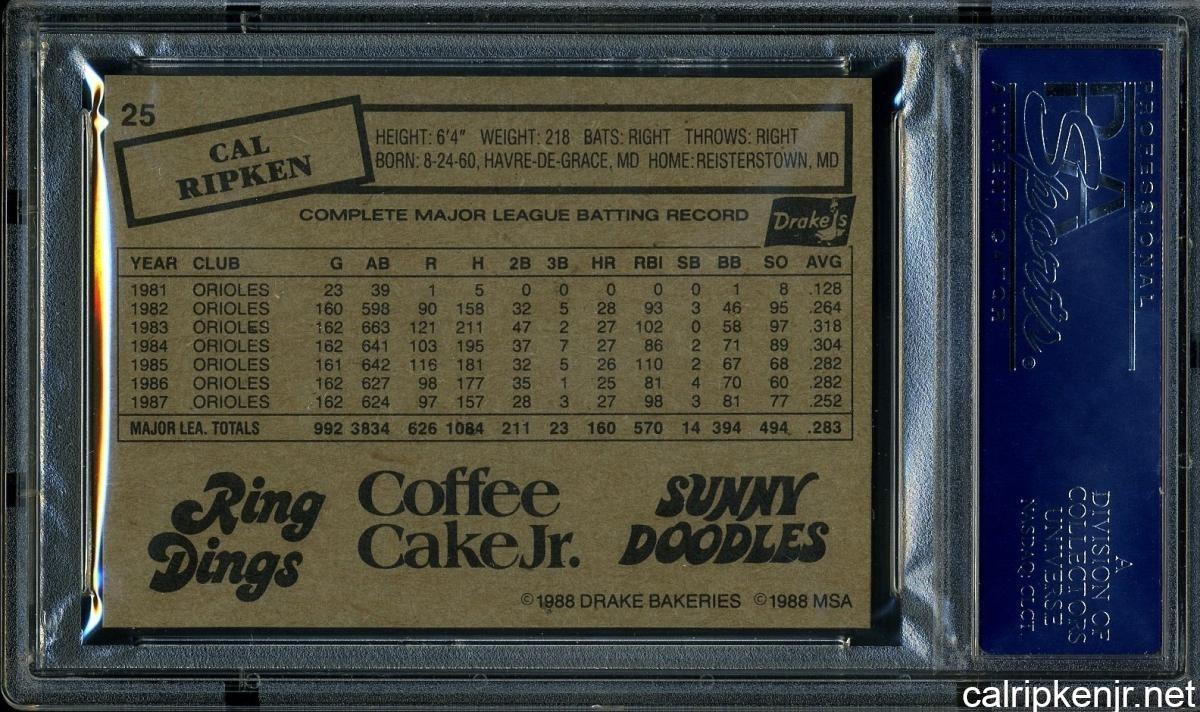 25
CAL
RIPKEN
HEIGHT: 6'4" WEIGHT: 218 BATS: RIGHT THROWS: RIGHT
BORN: 8-24-60, HAVRE-DE-GRACE, MD HOME: REISTERSTOWN, MD
COMPLETE MAJOR LEAGUE BATTING RECORD
Drake's
YEAR CLUB G AB R H 2B 3B HR RBI SB BB SO AVG
1981 ORIOLES 23 39 1 5 0 0 0 0 0 1 8 .128
1982 ORIOLES 160 598 90 158 32 5 28 93 3 46 95 .264
1983 ORIOLES 162 663 121 211 47 2 27 102 0 58 97 .318
1984 ORIOLES 162 641 103 195 37 7 27 86 2 71 89 .304
1985 ORIOLES 161 642 116 181 32 5 26 110 2 67 68 .282
1986 ORIOLES 162 627 98 177 35 1 25 81 4 70 60 .282
1987 ORIOLES 162 624 97 157 28 3 27 98 3 81 77 .252
MAJOR LEA. TOTALS 992 3834 626 1084 211 23 160 570 14 394 494 .283
Ring
Dings
Coffee
Cake Jr.
SUNNY
DOODLES
©1988 DRAKE BAKERIES ©1988 MSA
PROFESSIONAL
PSA
Sports
AUTHENTICATOR
A
DIVISION OF
COLLECTORS
UNIVERSE
NASDAQ: CLCT
calripkenjr.net